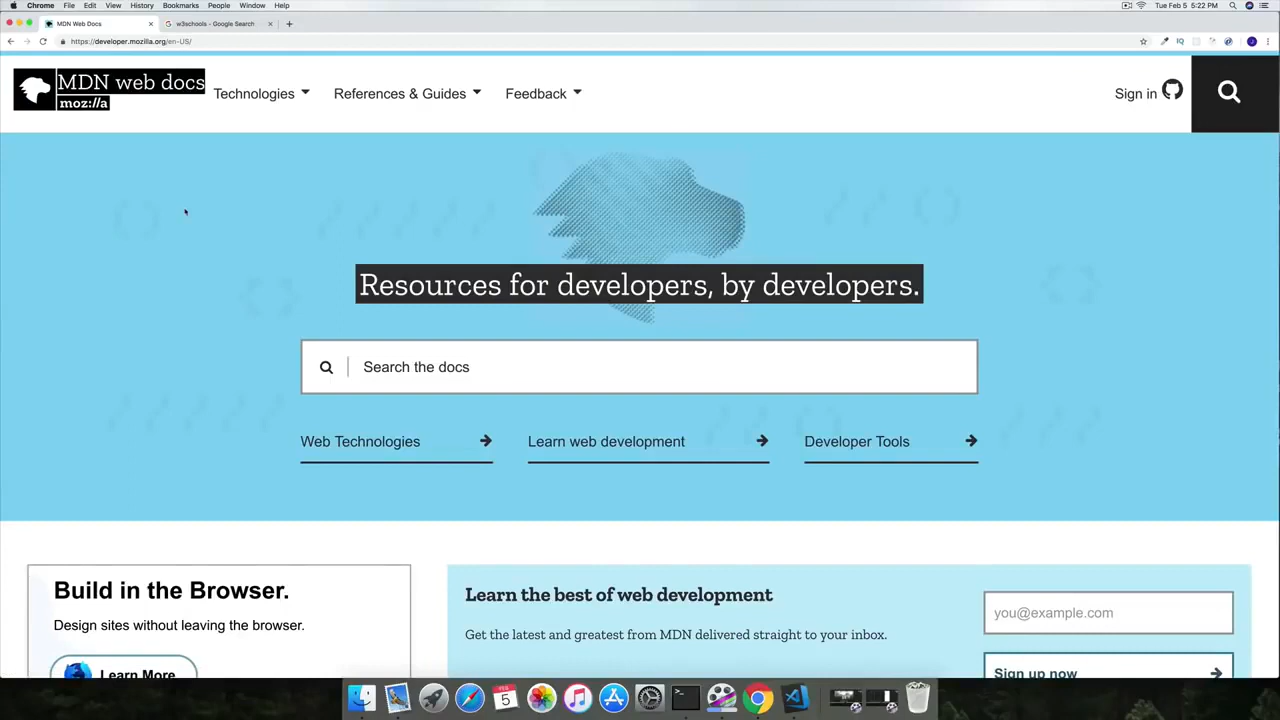 Chrome File Edit View History Bookmarks People Window Help
Tue Feb 5 5:22 PM
MDN Web Docs
w3schools - Google Search
https://developer.mozilla.org/en-US/
MDN web docs
moz://a
Technologies
References & Guides
Feedback
Sign in
Resources for developers, by developers.
Search the docs
Web Technologies
Learn web development
Developer Tools
Build in the Browser.
Design sites without leaving the browser.
Learn More
Learn the best of web development
Get the latest and greatest from MDN delivered straight to your inbox.
you@example.com
Sign up now